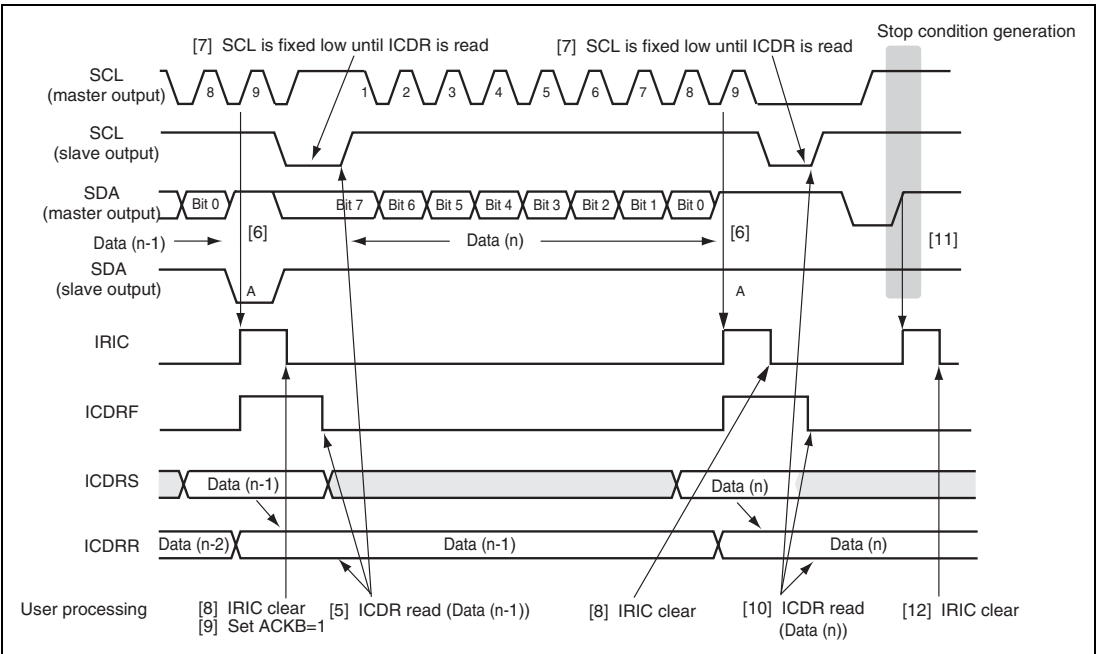 Stop condition generation
[7] SCL is fixed low until ICDR is read
[7] SCL is fixed low until ICDR is read
SCL
(master output)
8
9
1
2
3
4
5
6
7
8
9
SCL
(slave output)
SDA
(master output)
Bit 0
Bit 7
Bit 6
Bit 5
Bit 4
Bit 3
Bit 2
Bit 1
Bit 0
Data (n-1)
[6]
Data (n)
[6]
[11]
SDA
(slave output)
A
A
IRIC
ICDRF
ICDRS
Data (n-1)
Data (n)
ICDRR
Data (n-2)
Data (n-1)
Data (n)
User processing
[8] IRIC clear
[9] Set ACKB=1
[5] ICDR read (Data (n-1))
[8] IRIC clear
[10] ICDR read
(Data (n))
[12] IRIC clear